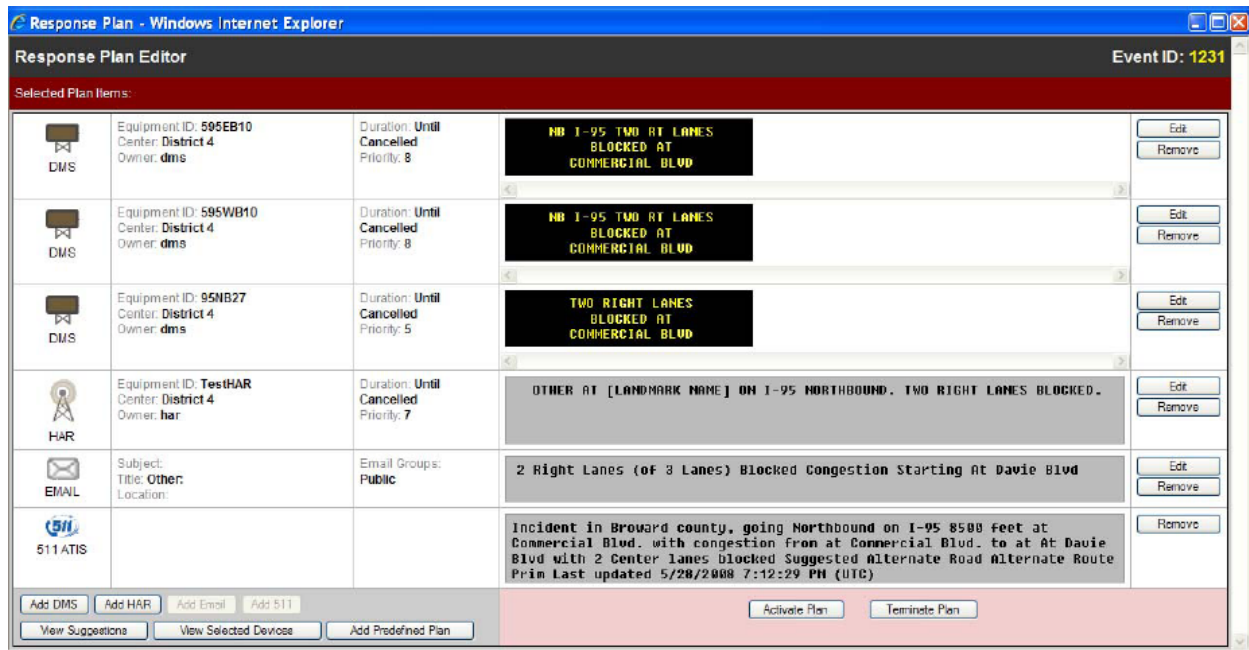 Response Plan - Windows Internet Explorer
Response Plan Editor
Event ID: 1231
Selected Plan Items:
DMS
Equipment ID: 595EB10
Center: District 4
Owner: dms
Duration: Until
Cancelled
Priority: 8
NB I-95 TWO RT LANES
BLOCKED AT
COMMERCIAL BLVD
Edit
Remove
DMS
Equipment ID: 595WB10
Center: District 4
Owner: dms
Duration: Until
Cancelled
Priority: 8
NB I-95 TWO RT LANES
BLOCKED AT
COMMERCIAL BLVD
Edit
Remove
DMS
Equipment ID: 95NB27
Center: District 4
Owner: dms
Duration: Until
Cancelled
Priority: 5
TWO RIGHT LANES
BLOCKED AT
COMMERCIAL BLVD
Edit
Remove
HAR
Equipment ID: TestHAR
Center: District 4
Owner: har
Duration: Until
Cancelled
Priority: 7
OTHER AT [LANDMARK NAME] ON I-95 NORTHBOUND. TWO RIGHT LANES BLOCKED.
Edit
Remove
EMAIL
Subject:
Title: Other:
Location:
Email Groups:
Public
2 Right Lanes (of 3 Lanes) Blocked Congestion Starting At Davie Blvd
Edit
Remove
511
511 ATIS
Incident in Broward county, going Northbound on I-95 8500 feet at
Commercial Blvd. with congestion from at Commercial Blvd. to at At Davie
Blvd with 2 Center lanes blocked Suggested Alternate Road Alternate Route
Prim Last updated 5/28/2008 7:12:29 PM (UTC)
Remove
Add DMS
Add HAR
Add Email
Add 511
View Suggestions
View Selected Devices
Add Predefined Plan
Activate Plan
Terminate Plan